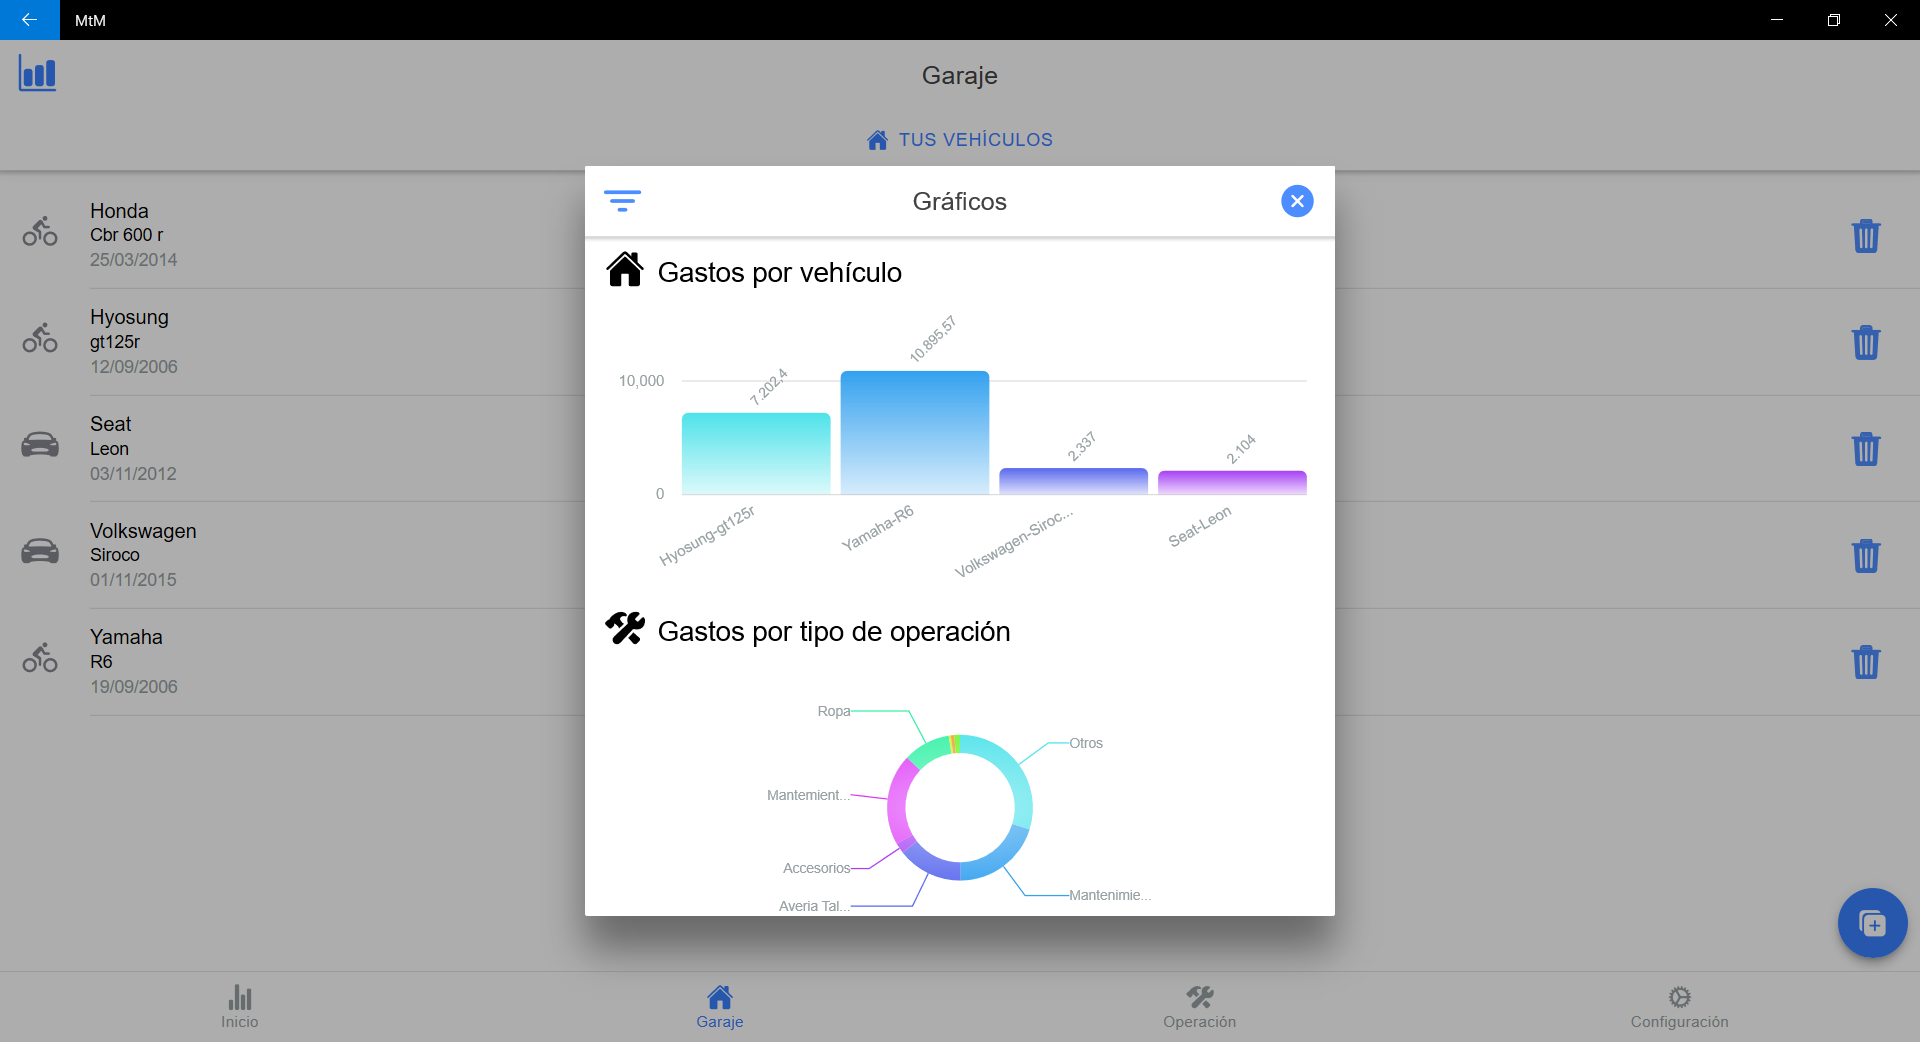 MtM
Garaje
TUS VEHÍCULOS
Honda
Cbr 600 r
25/03/2014
Hyosung
gt125r
12/09/2006
Seat
Leon
03/11/2012
Volkswagen
Siroco
01/11/2015
Yamaha
R6
19/09/2006
Gráficos
Gastos por vehículo
10.895,57
10,000
7.202,4
2.337
2.104
0
Hyosung-gt125r
Yamaha-R6
Volkswagen-Siroc...
Seat-Leon
Gastos por tipo de operación
Ropa
Otros
Mantemient...
Accesorios
Mantenimie...
Averia Tal...
Inicio
Garaje
Operación
Configuración